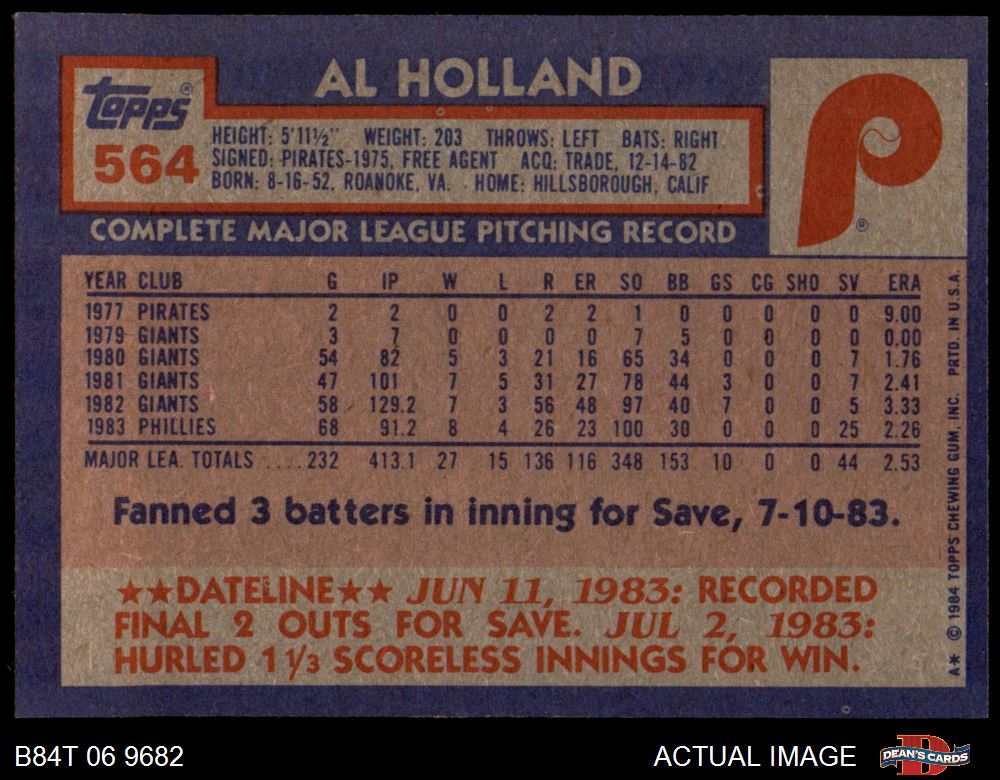 AL HOLLAND
Topps®
564
HEIGHT: 5'11½" WEIGHT: 203 THROWS: LEFT BATS: RIGHT
SIGNED: PIRATES-1975, FREE AGENT ACQ: TRADE, 12-14-82
BORN: 8-16-52, ROANOKE, VA. HOME: HILLSBOROUGH, CALIF
P®
COMPLETE MAJOR LEAGUE PITCHING RECORD
YEAR CLUB G IP W L R ER SO BB GS CG SHO SV ERA
1977 PIRATES 2 2 0 0 2 2 1 0 0 0 0 0 9.00
1979 GIANTS 3 7 0 0 0 0 7 5 0 0 0 0 0.00
1980 GIANTS 54 82 5 3 21 16 65 34 0 0 0 7 1.76
1981 GIANTS 47 101 7 5 31 27 78 44 3 0 0 7 2.41
1982 GIANTS 58 129.2 7 3 56 48 97 40 7 0 0 5 3.33
1983 PHILLIES 68 91.2 8 4 26 23 100 30 0 0 0 25 2.26
MAJOR LEA. TOTALS ....232 413.1 27 15 136 116 348 153 10 0 0 44 2.53
Fanned 3 batters in inning for Save, 7-10-83.
★★DATELINE★★ JUN 11, 1983: RECORDED
FINAL 2 OUTS FOR SAVE. JUL 2, 1983:
HURLED 1 ⅓ SCORELESS INNINGS FOR WIN.
A* © 1984 TOPPS CHEWING GUM, INC. PRTD. IN U.S.A.
B84T 06 9682
ACTUAL IMAGE
D
DEAN'S CARDS